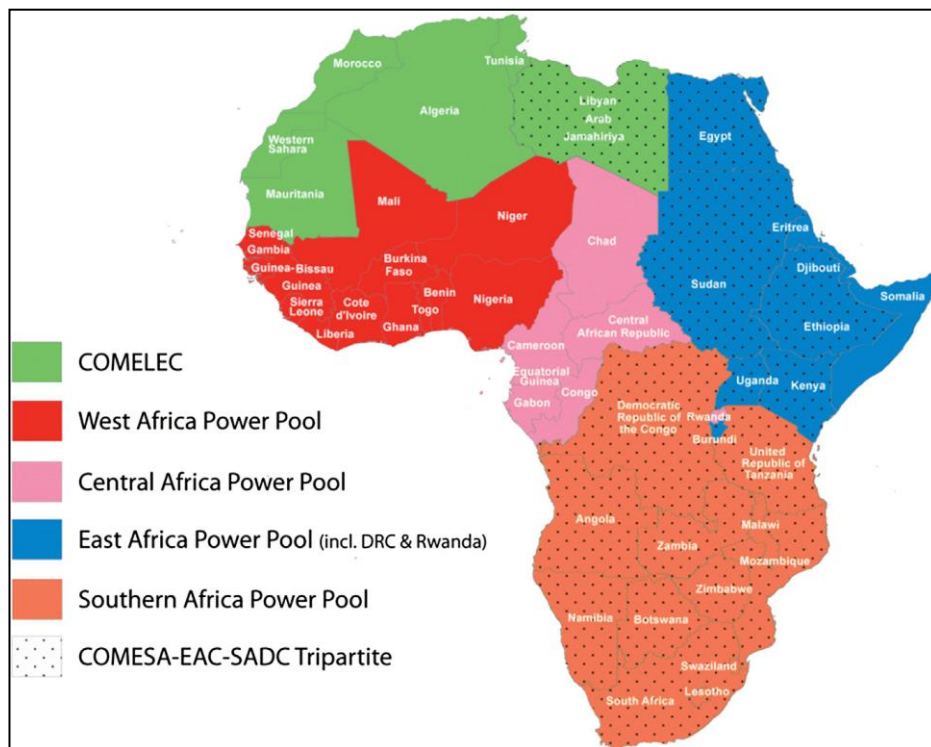 Morocco
Tunisia
Algeria
Libyan
Arab
Jamahiriya
Egypt
Western
Sahara
Mauritania
Mali
Niger
Chad
Sudan
Eritrea
Djibouti
Somalia
Ethiopia
Senegal
Gambia
Guinea-Bissau
Guinea
Sierra
Leone
Liberia
Cote
d'Ivoire
Burkina
Faso
Ghana
Togo
Benin
Nigeria
Cameroon
Central
African Republic
Equatorial
Guinea
Gabon
Congo
Uganda
Kenya
Democratic
Republic of
the Congo
Rwanda
Burundi
United
Republic of
Tanzania
Angola
Zambia
Malawi
Mozambique
Zimbabwe
Namibia
Botswana
Swaziland
Lesotho
South Africa
COMELEC
West Africa Power Pool
Central Africa Power Pool
East Africa Power Pool (incl. DRC & Rwanda)
Southern Africa Power Pool
COMESA-EAC-SADC Tripartite